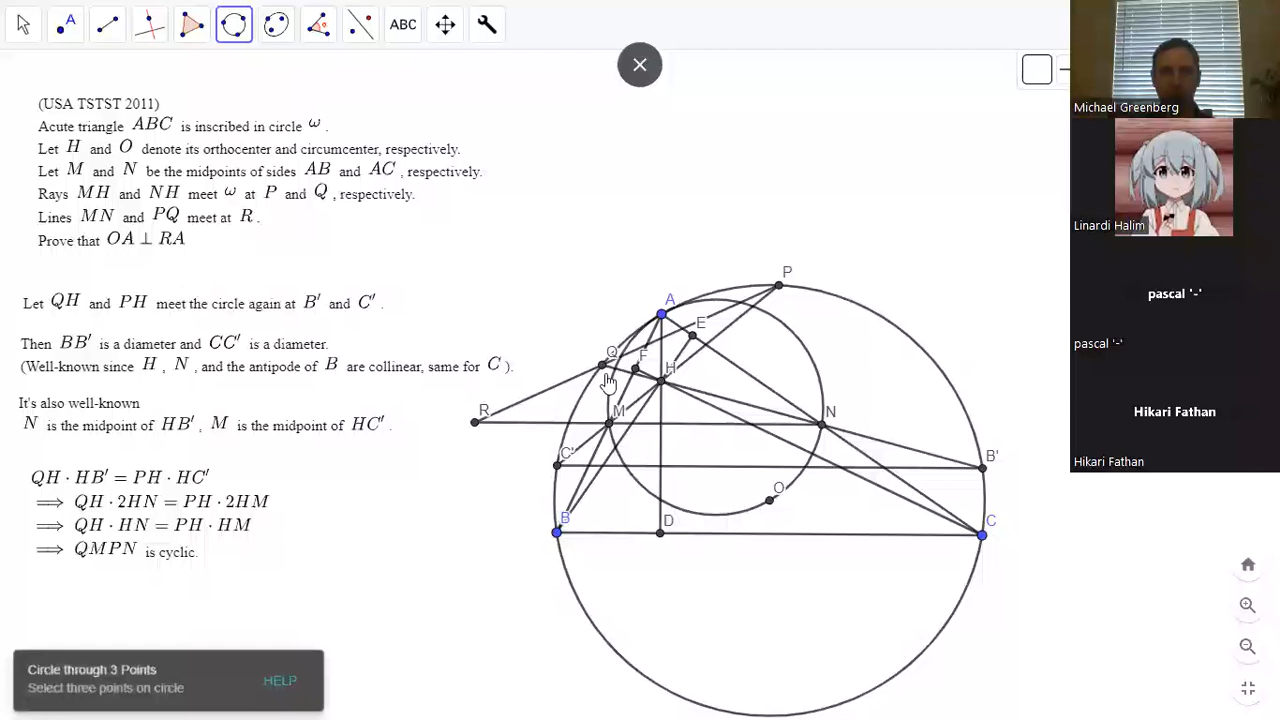 ABC
(USA TSTST 2011)
Acute triangle ABC is inscribed in circle ω .
Let H and O denote its orthocenter and circumcenter, respectively.
Let M and N be the midpoints of sides AB and AC , respectively.
Rays MH and NH meet ω at P and Q , respectively.
Lines MN and PQ meet at R .
Prove that OA ⊥ RA
Let QH and PH meet the circle again at B′ and C′ .
Then BB′ is a diameter and CC′ is a diameter.
(Well-known since H , N , and the antipode of B are collinear, same for C ).
It's also well-known
N is the midpoint of HB′ , M is the midpoint of HC′ .
QH · HB′ = PH · HC′
⟹ QH · 2HN = PH · 2HM
⟹ QH · HN = PH · HM
⟹ QMPN is cyclic.
P
A
E
Q
F
H
R
M
N
C'
B'
O
B
D
C
Circle through 3 Points
Select three points on circle
HELP
Michael Greenberg
Linardi Halim
pascal '-'
pascal '-'
Hikari Fathan
Hikari Fathan